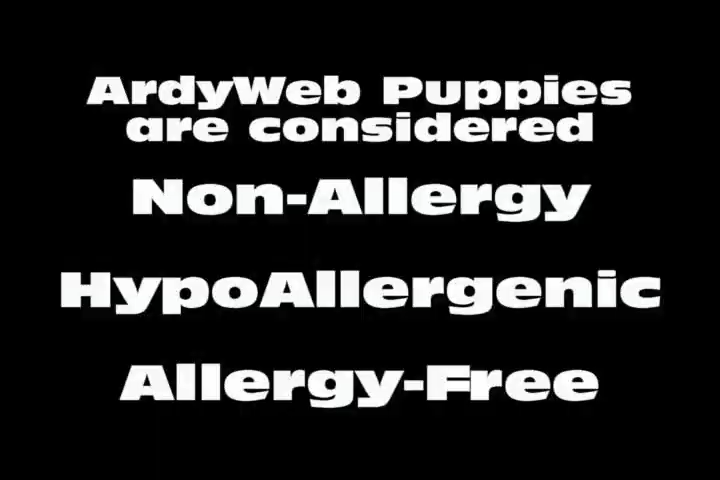 ArdyWeb Puppies
are considered
Non-Allergy
HypoAllergenic
Allergy-Free